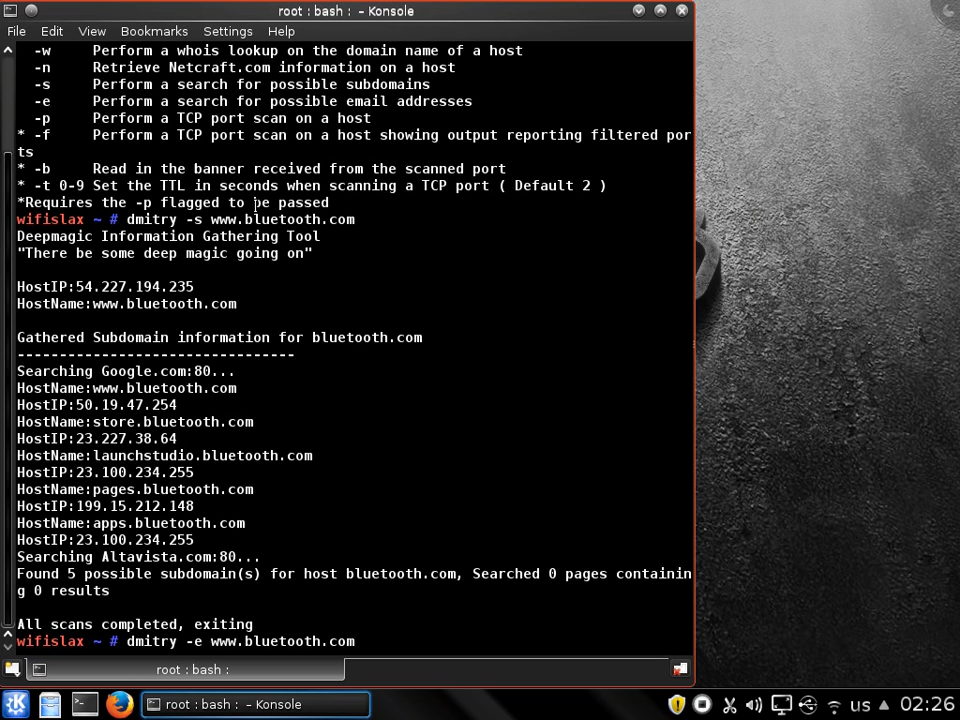 root : bash : – Konsole
File Edit View Bookmarks Settings Help
-w Perform a whois lookup on the domain name of a host
-n Retrieve Netcraft.com information on a host
-s Perform a search for possible subdomains
-e Perform a search for possible email addresses
-p Perform a TCP port scan on a host
* -f Perform a TCP port scan on a host showing output reporting filtered por
ts
* -b Read in the banner received from the scanned port
* -t 0-9 Set the TTL in seconds when scanning a TCP port ( Default 2 )
*Requires the -p flagged to be passed
wifislax ~ # dmitry -s www.bluetooth.com
Deepmagic Information Gathering Tool
"There be some deep magic going on"
HostIP:54.227.194.235
HostName:www.bluetooth.com
Gathered Subdomain information for bluetooth.com
---------------------------------
Searching Google.com:80...
HostName:www.bluetooth.com
HostIP:50.19.47.254
HostName:store.bluetooth.com
HostIP:23.227.38.64
HostName:launchstudio.bluetooth.com
HostIP:23.100.234.255
HostName:pages.bluetooth.com
HostIP:199.15.212.148
HostName:apps.bluetooth.com
HostIP:23.100.234.255
Searching Altavista.com:80...
Found 5 possible subdomain(s) for host bluetooth.com, Searched 0 pages containin
g 0 results
All scans completed, exiting
wifislax ~ # dmitry -e www.bluetooth.com
root : bash :
root : bash : – Konsole
us
02:26